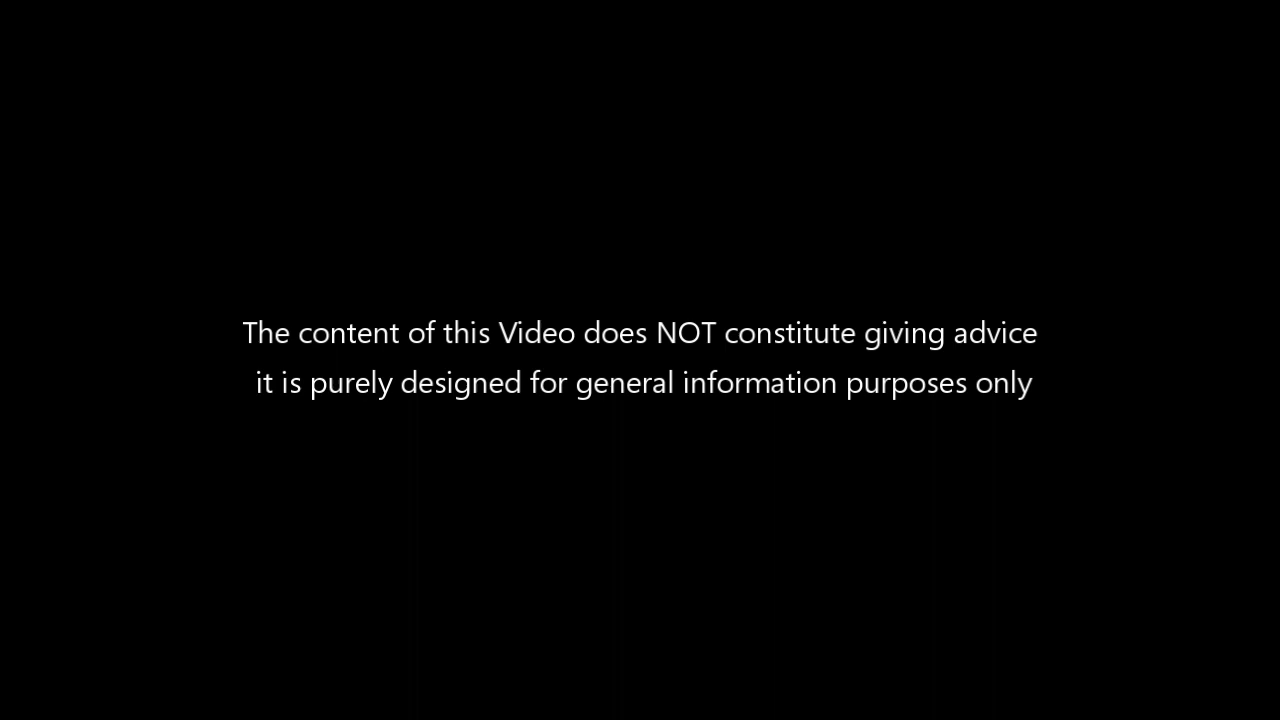 The content of this Video does NOT constitute giving advice
it is purely designed for general information purposes only